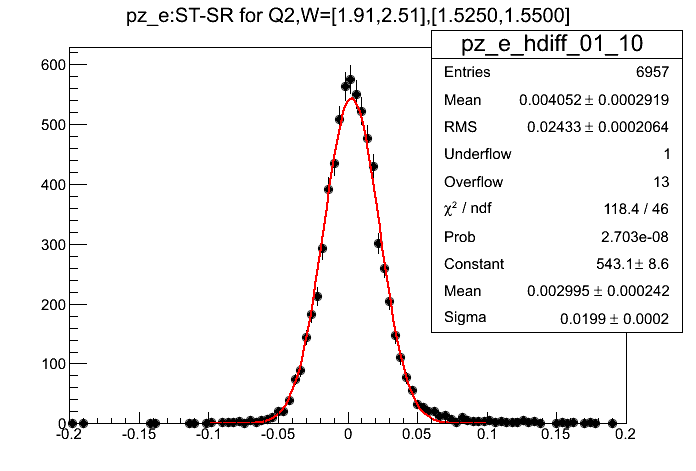 pz_e:ST-SR for Q2,W=[1.91,2.51],[1.5250,1.5500]
pz_e_hdiff_01_10
Entries 6957
Mean 0.004052 ± 0.0002919
RMS 0.02433 ± 0.0002064
Underflow 1
Overflow 13
χ² / ndf 118.4 / 46
Prob 2.703e-08
Constant 543.1 ± 8.6
Mean 0.002995 ± 0.000242
Sigma 0.0199 ± 0.0002
600
500
400
300
200
100
0
-0.2 -0.15 -0.1 -0.05 0 0.05 0.1 0.15 0.2